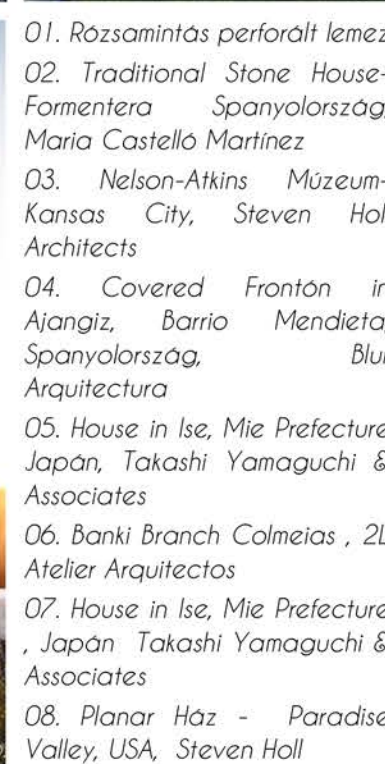 01. Rózsamintás perforált lemez
02. Traditional Stone House-
Formentera Spanyolország,
Maria Castelló Martínez
03. Nelson-Atkins Múzeum-
Kansas City, Steven Hol
Architects
04. Covered Frontón in
Ajangiz, Barrio Mendieta,
Spanyolország, Blur
Arquitectura
05. House in Ise, Mie Prefecture
Japán, Takashi Yamaguchi &
Associates
06. Banki Branch Colmeias , 2L
Atelier Arquitectos
07. House in Ise, Mie Prefecture
, Japán Takashi Yamaguchi &
Associates
08. Planar Ház - Paradise
Valley, USA, Steven Holl